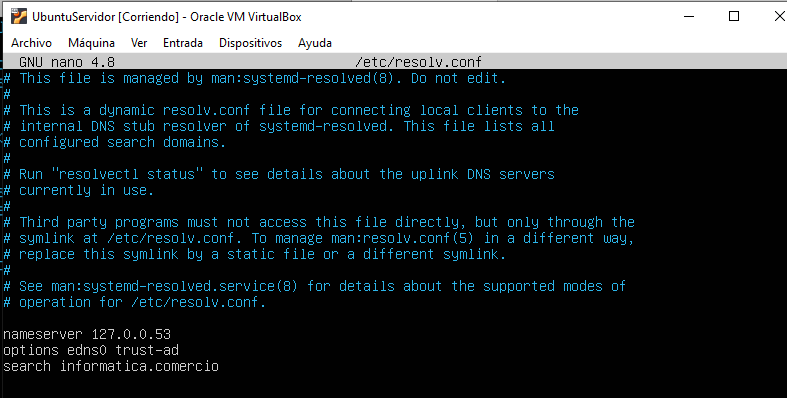 UbuntuServidor [Corriendo] - Oracle VM VirtualBox
Archivo Máquina Ver Entrada Dispositivos Ayuda
GNU nano 4.8 /etc/resolv.conf
# This file is managed by man:systemd-resolved(8). Do not edit.
#
# This is a dynamic resolv.conf file for connecting local clients to the
# internal DNS stub resolver of systemd-resolved. This file lists all
# configured search domains.
#
# Run "resolvectl status" to see details about the uplink DNS servers
# currently in use.
#
# Third party programs must not access this file directly, but only through the
# symlink at /etc/resolv.conf. To manage man:resolv.conf(5) in a different way,
# replace this symlink by a static file or a different symlink.
#
# See man:systemd-resolved.service(8) for details about the supported modes of
# operation for /etc/resolv.conf.
nameserver 127.0.0.53
options edns0 trust-ad
search informatica.comercio